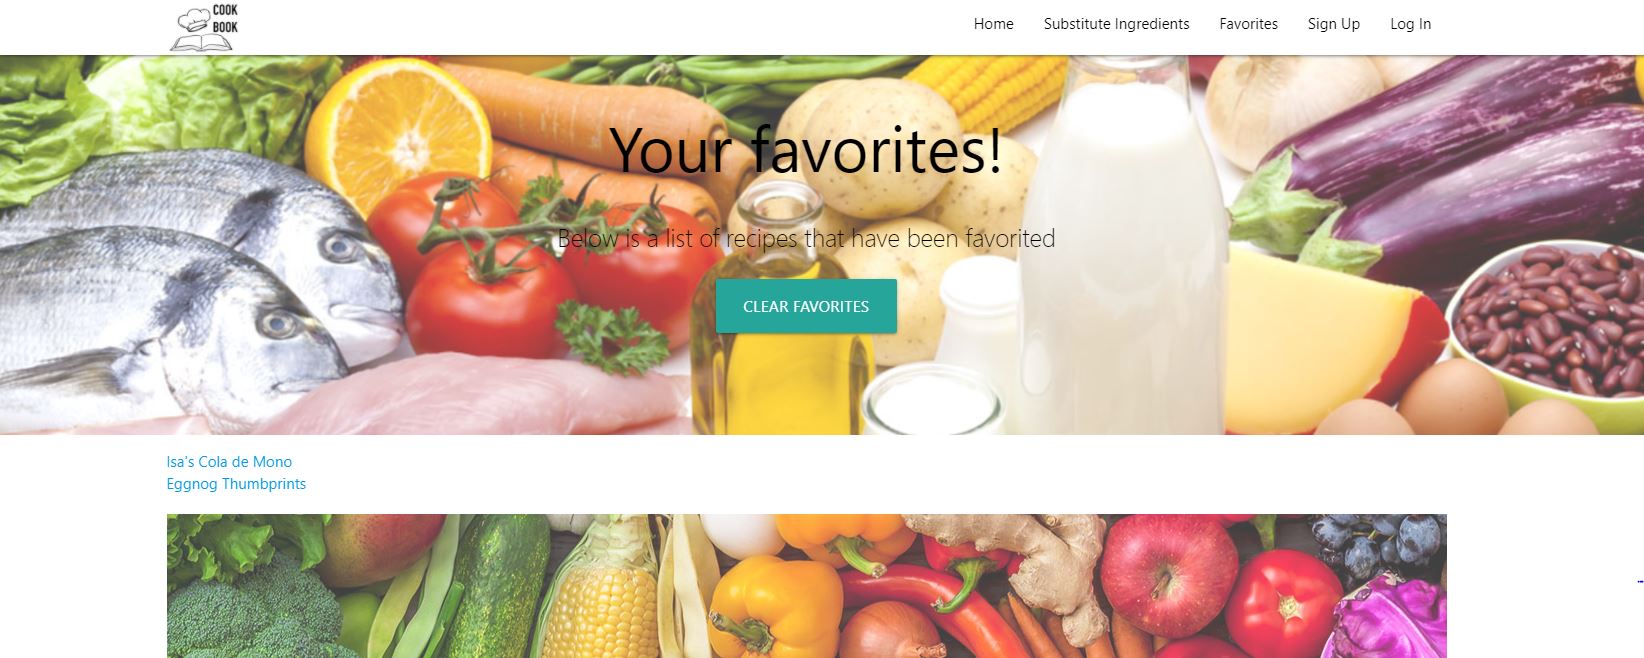 COOK
BOOK
Home
Substitute Ingredients
Favorites
Sign Up
Log In
Your favorites!
Below is a list of recipes that have been favorited
CLEAR FAVORITES
Isa's Cola de Mono
Eggnog Thumbprints